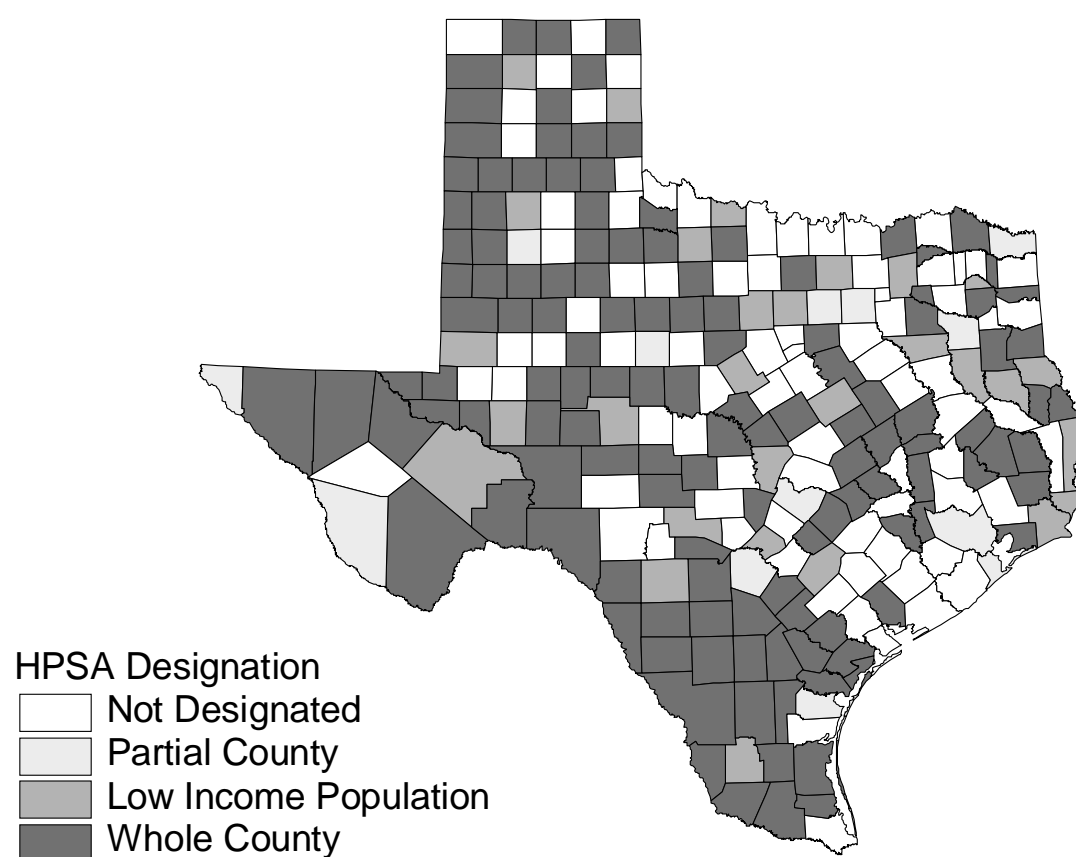 HPSA Designation
Not Designated
Partial County
Low Income Population
Whole County